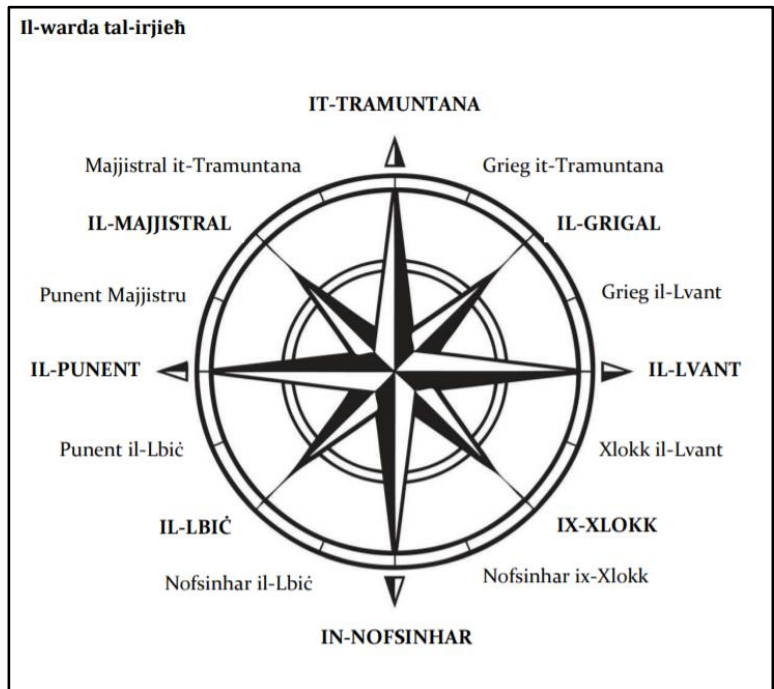 Il-warda tal-irjieħ
IT-TRAMUNTANA
Majjistral it-Tramuntana
Grieg it-Tramuntana
IL-MAJJISTRAL
IL-GRIGAL
Punent Majjistru
Grieg il-Lvant
IL-PUNENT
IL-LVANT
Punent il-Lbiċ
Xlokk il-Lvant
IL-LBIĊ
IX-XLOKK
Nofsinhar il-Lbiċ
Nofsinhar ix-Xlokk
IN-NOFSINHAR